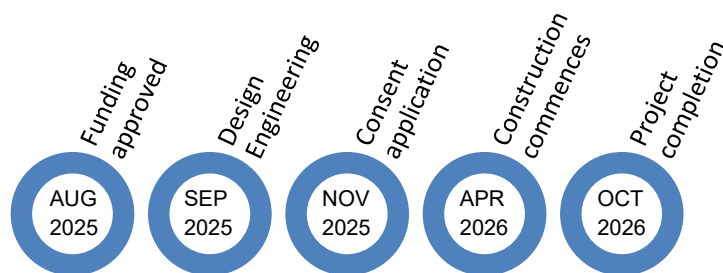 Funding
approved
Design
Engineering
Consent
application
Construction
commences
Project
completion
AUG
2025
SEP
2025
NOV
2025
APR
2026
OCT
2026